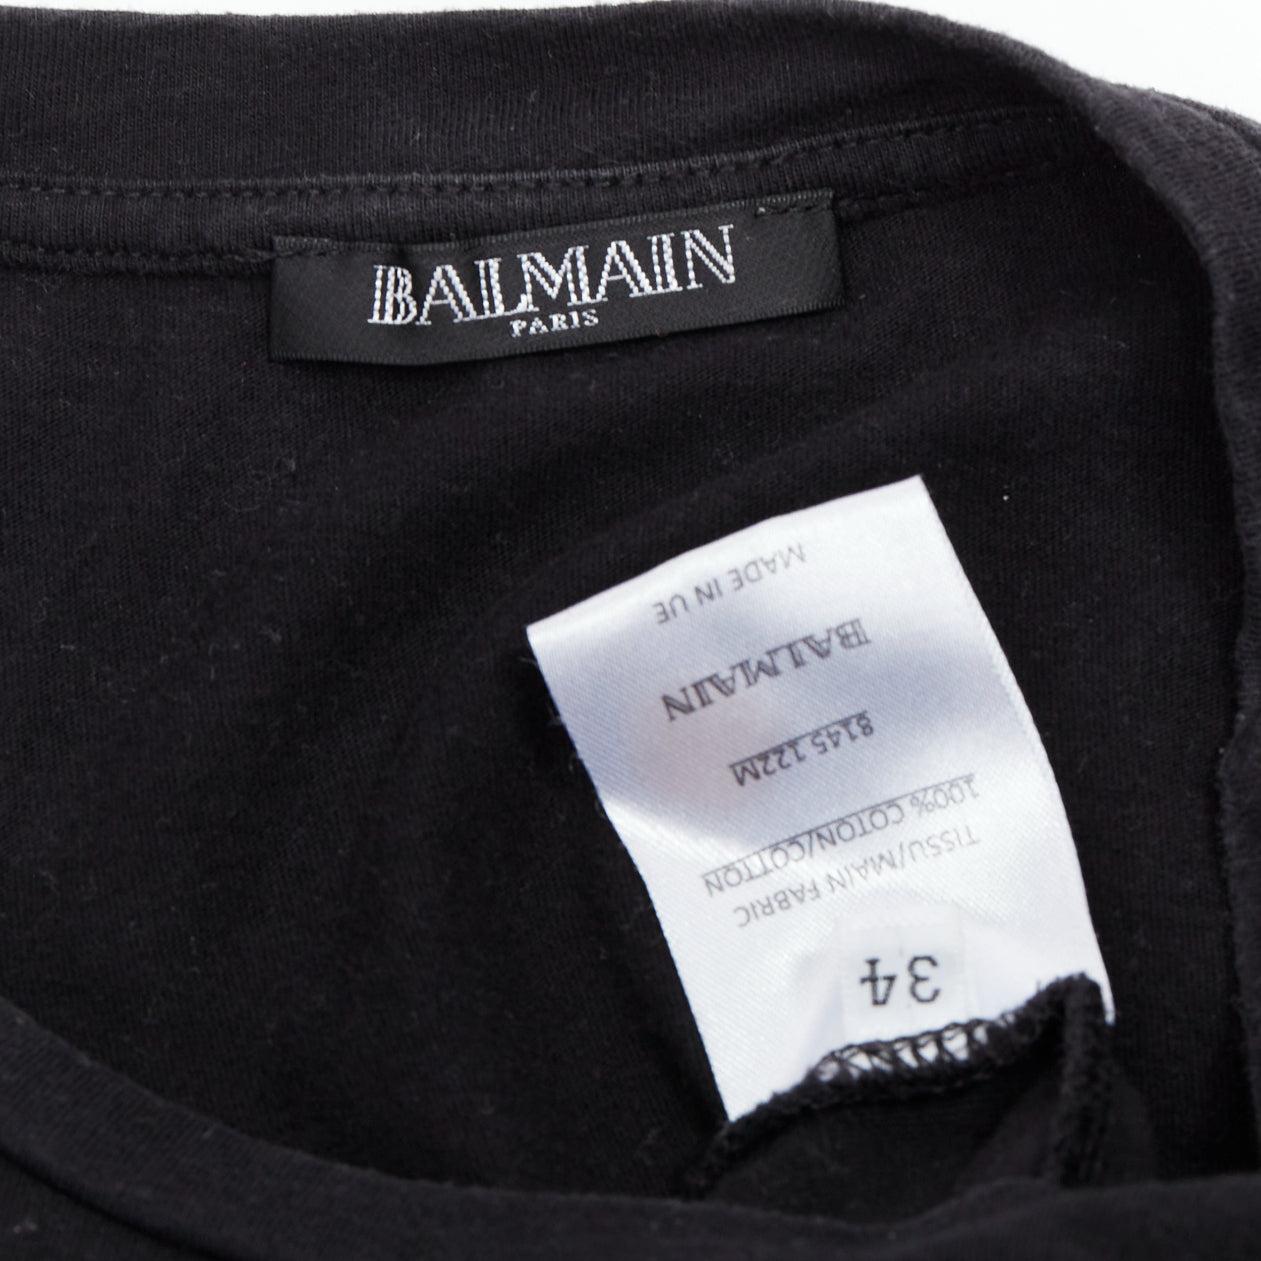 BALMAIN
PARIS
34
TISSU/MAIN FABRIC
100% COTON/COTTON
8145 122M
BALMAIN
MADE IN UE